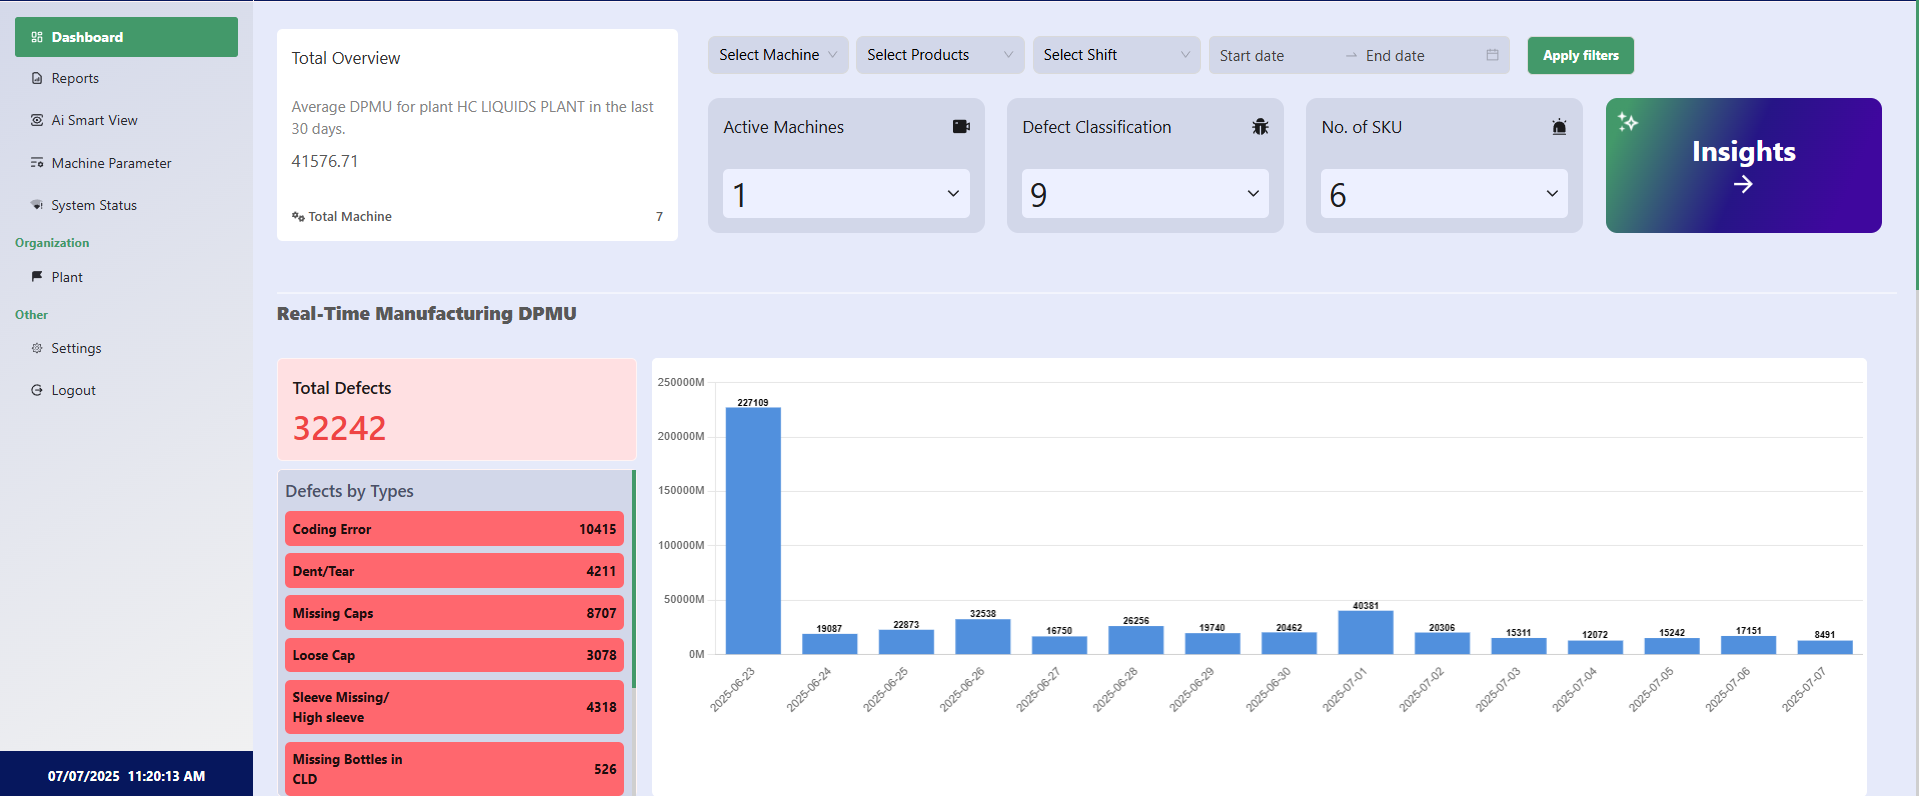 Dashboard
Reports
Ai Smart View
Machine Parameter
System Status
Organization
Plant
Other
Settings
Logout
07/07/2025 11:20:13 AM
Total Overview
Average DPMU for plant HC LIQUIDS PLANT in the last
30 days.
41576.71
Total Machine 7
Select Machine
Select Products
Select Shift
Start date
End date
Apply filters
Active Machines
1
Defect Classification
9
No. of SKU
6
Insights
Real-Time Manufacturing DPMU
Total Defects
32242
Defects by Types
Coding Error 10415
Dent/Tear 4211
Missing Caps 8707
Loose Cap 3078
Sleeve Missing/
High sleeve 4318
Missing Bottles in
CLD 526
250000M
200000M
150000M
100000M
50000M
0M
227109
19087
22873
32538
16750
26256
19740
20462
40381
20306
15311
12072
15242
17151
8491
2025-06-23
2025-06-24
2025-06-25
2025-06-26
2025-06-27
2025-06-28
2025-06-29
2025-06-30
2025-07-01
2025-07-02
2025-07-03
2025-07-04
2025-07-05
2025-07-06
2025-07-07